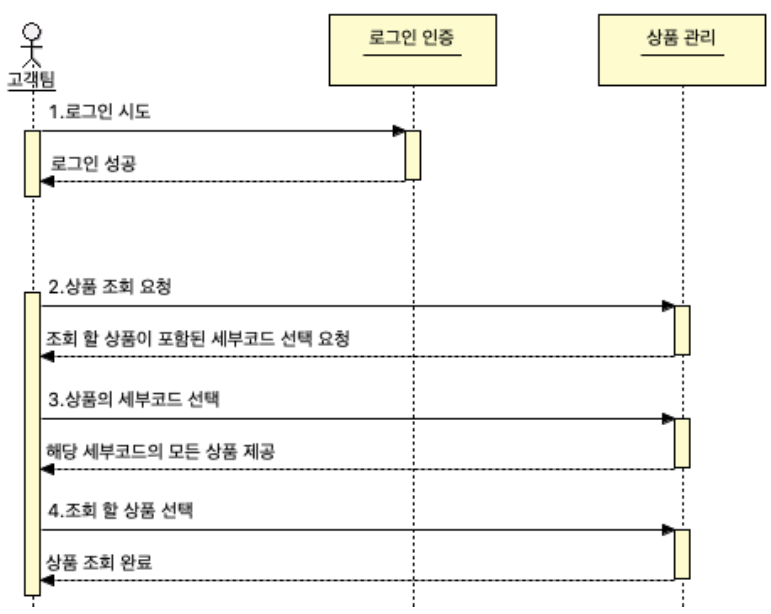 로그인 인증
상품 관리
고객팀
1.로그인 시도
로그인 성공
2.상품 조회 요청
조회 할 상품이 포함된 세부코드 선택 요청
3.상품의 세부코드 선택
해당 세부코드의 모든 상품 제공
4.조회 할 상품 선택
상품 조회 완료